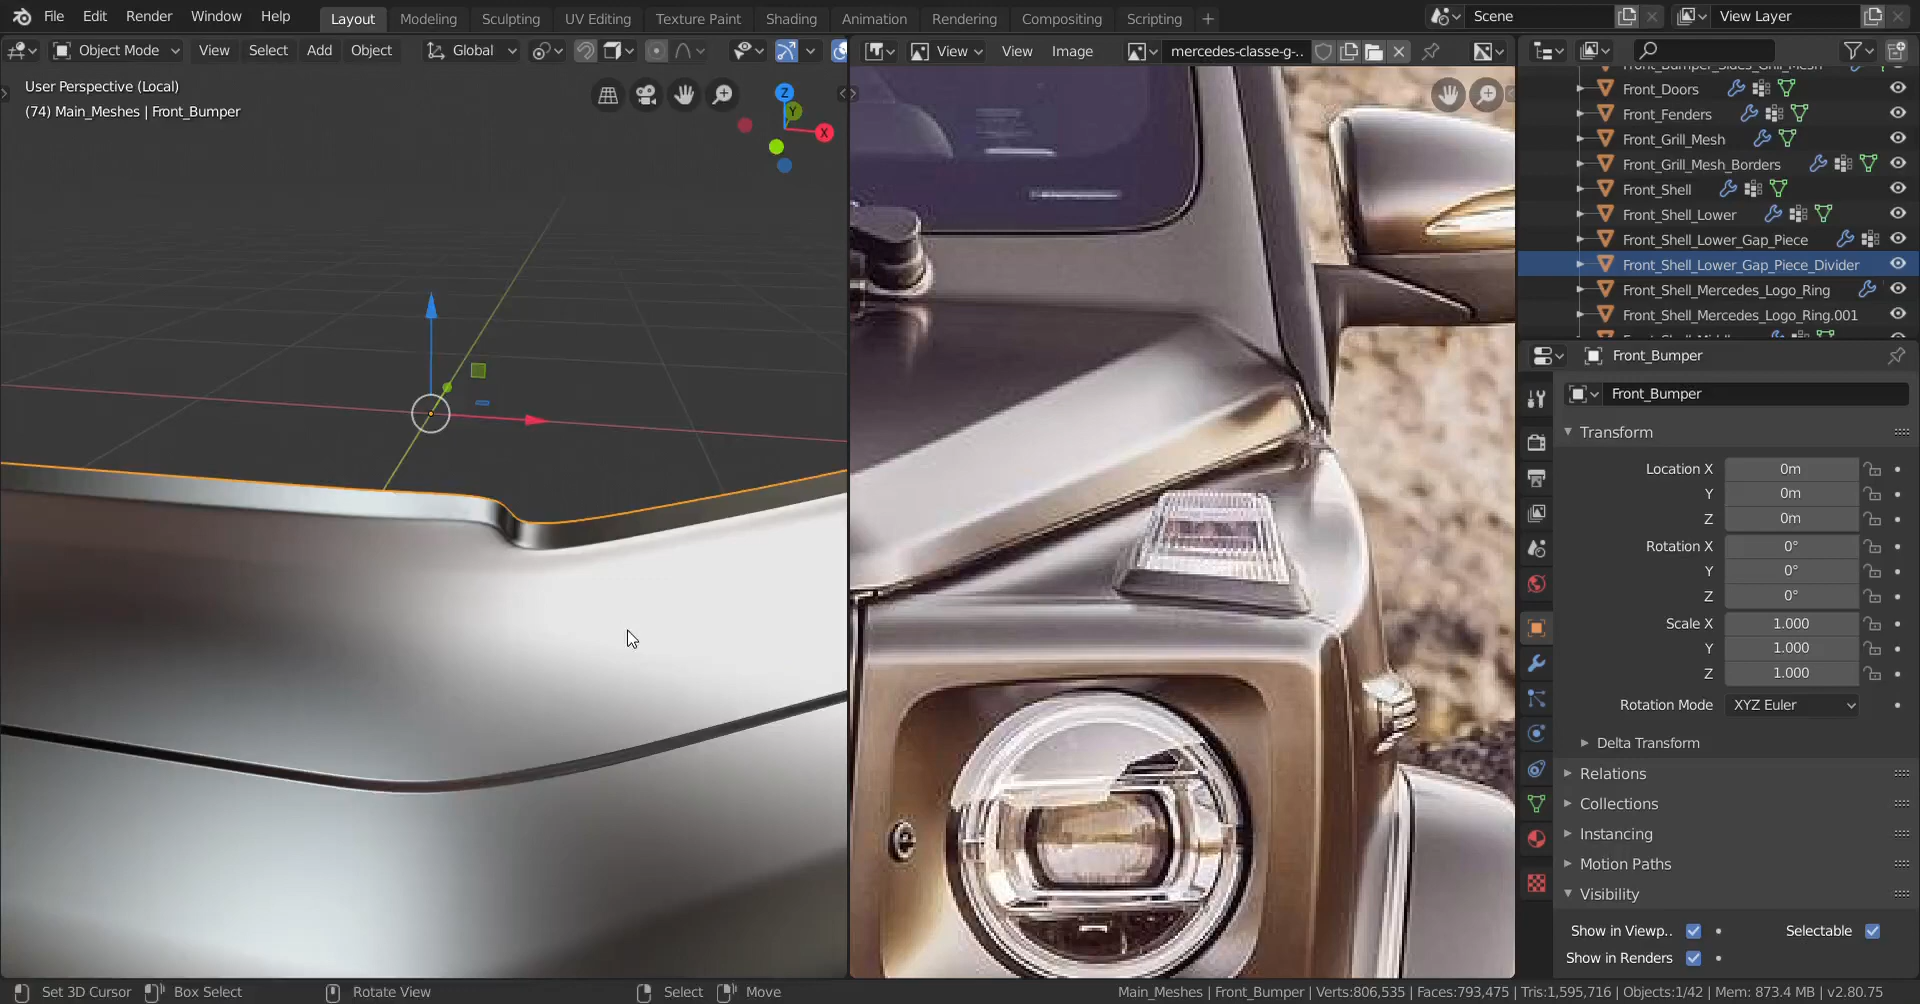 File Edit Render Window Help Layout Modeling Sculpting UV Editing Texture Paint Shading Animation Rendering Compositing Scripting + Scene View Layer
Object Mode View Select Add Object Global View View Image mercedes-classe-g-..
User Perspective (Local)
(74) Main_Meshes | Front_Bumper
Z
Y
X
Front_Bumper_Sides_Grill_Mesh
Front_Doors
Front_Fenders
Front_Grill_Mesh
Front_Grill_Mesh_Borders
Front_Shell
Front_Shell_Lower
Front_Shell_Lower_Gap_Piece
Front_Shell_Lower_Gap_Piece_Divider
Front_Shell_Mercedes_Logo_Ring
Front_Shell_Mercedes_Logo_Ring.001
Front_Bumper
Front_Bumper
Transform
Location X 0m
Y 0m
Z 0m
Rotation X 0°
Y 0°
Z 0°
Scale X 1.000
Y 1.000
Z 1.000
Rotation Mode XYZ Euler
Delta Transform
Relations
Collections
Instancing
Motion Paths
Visibility
Show in Viewp.. Selectable
Show in Renders
Set 3D Cursor Box Select Rotate View Select Move Main_Meshes | Front_Bumper | Verts:806,535 | Faces:793,475 | Tris:1,595,716 | Objects:1/42 | Mem: 873.4 MB | v2.80.75